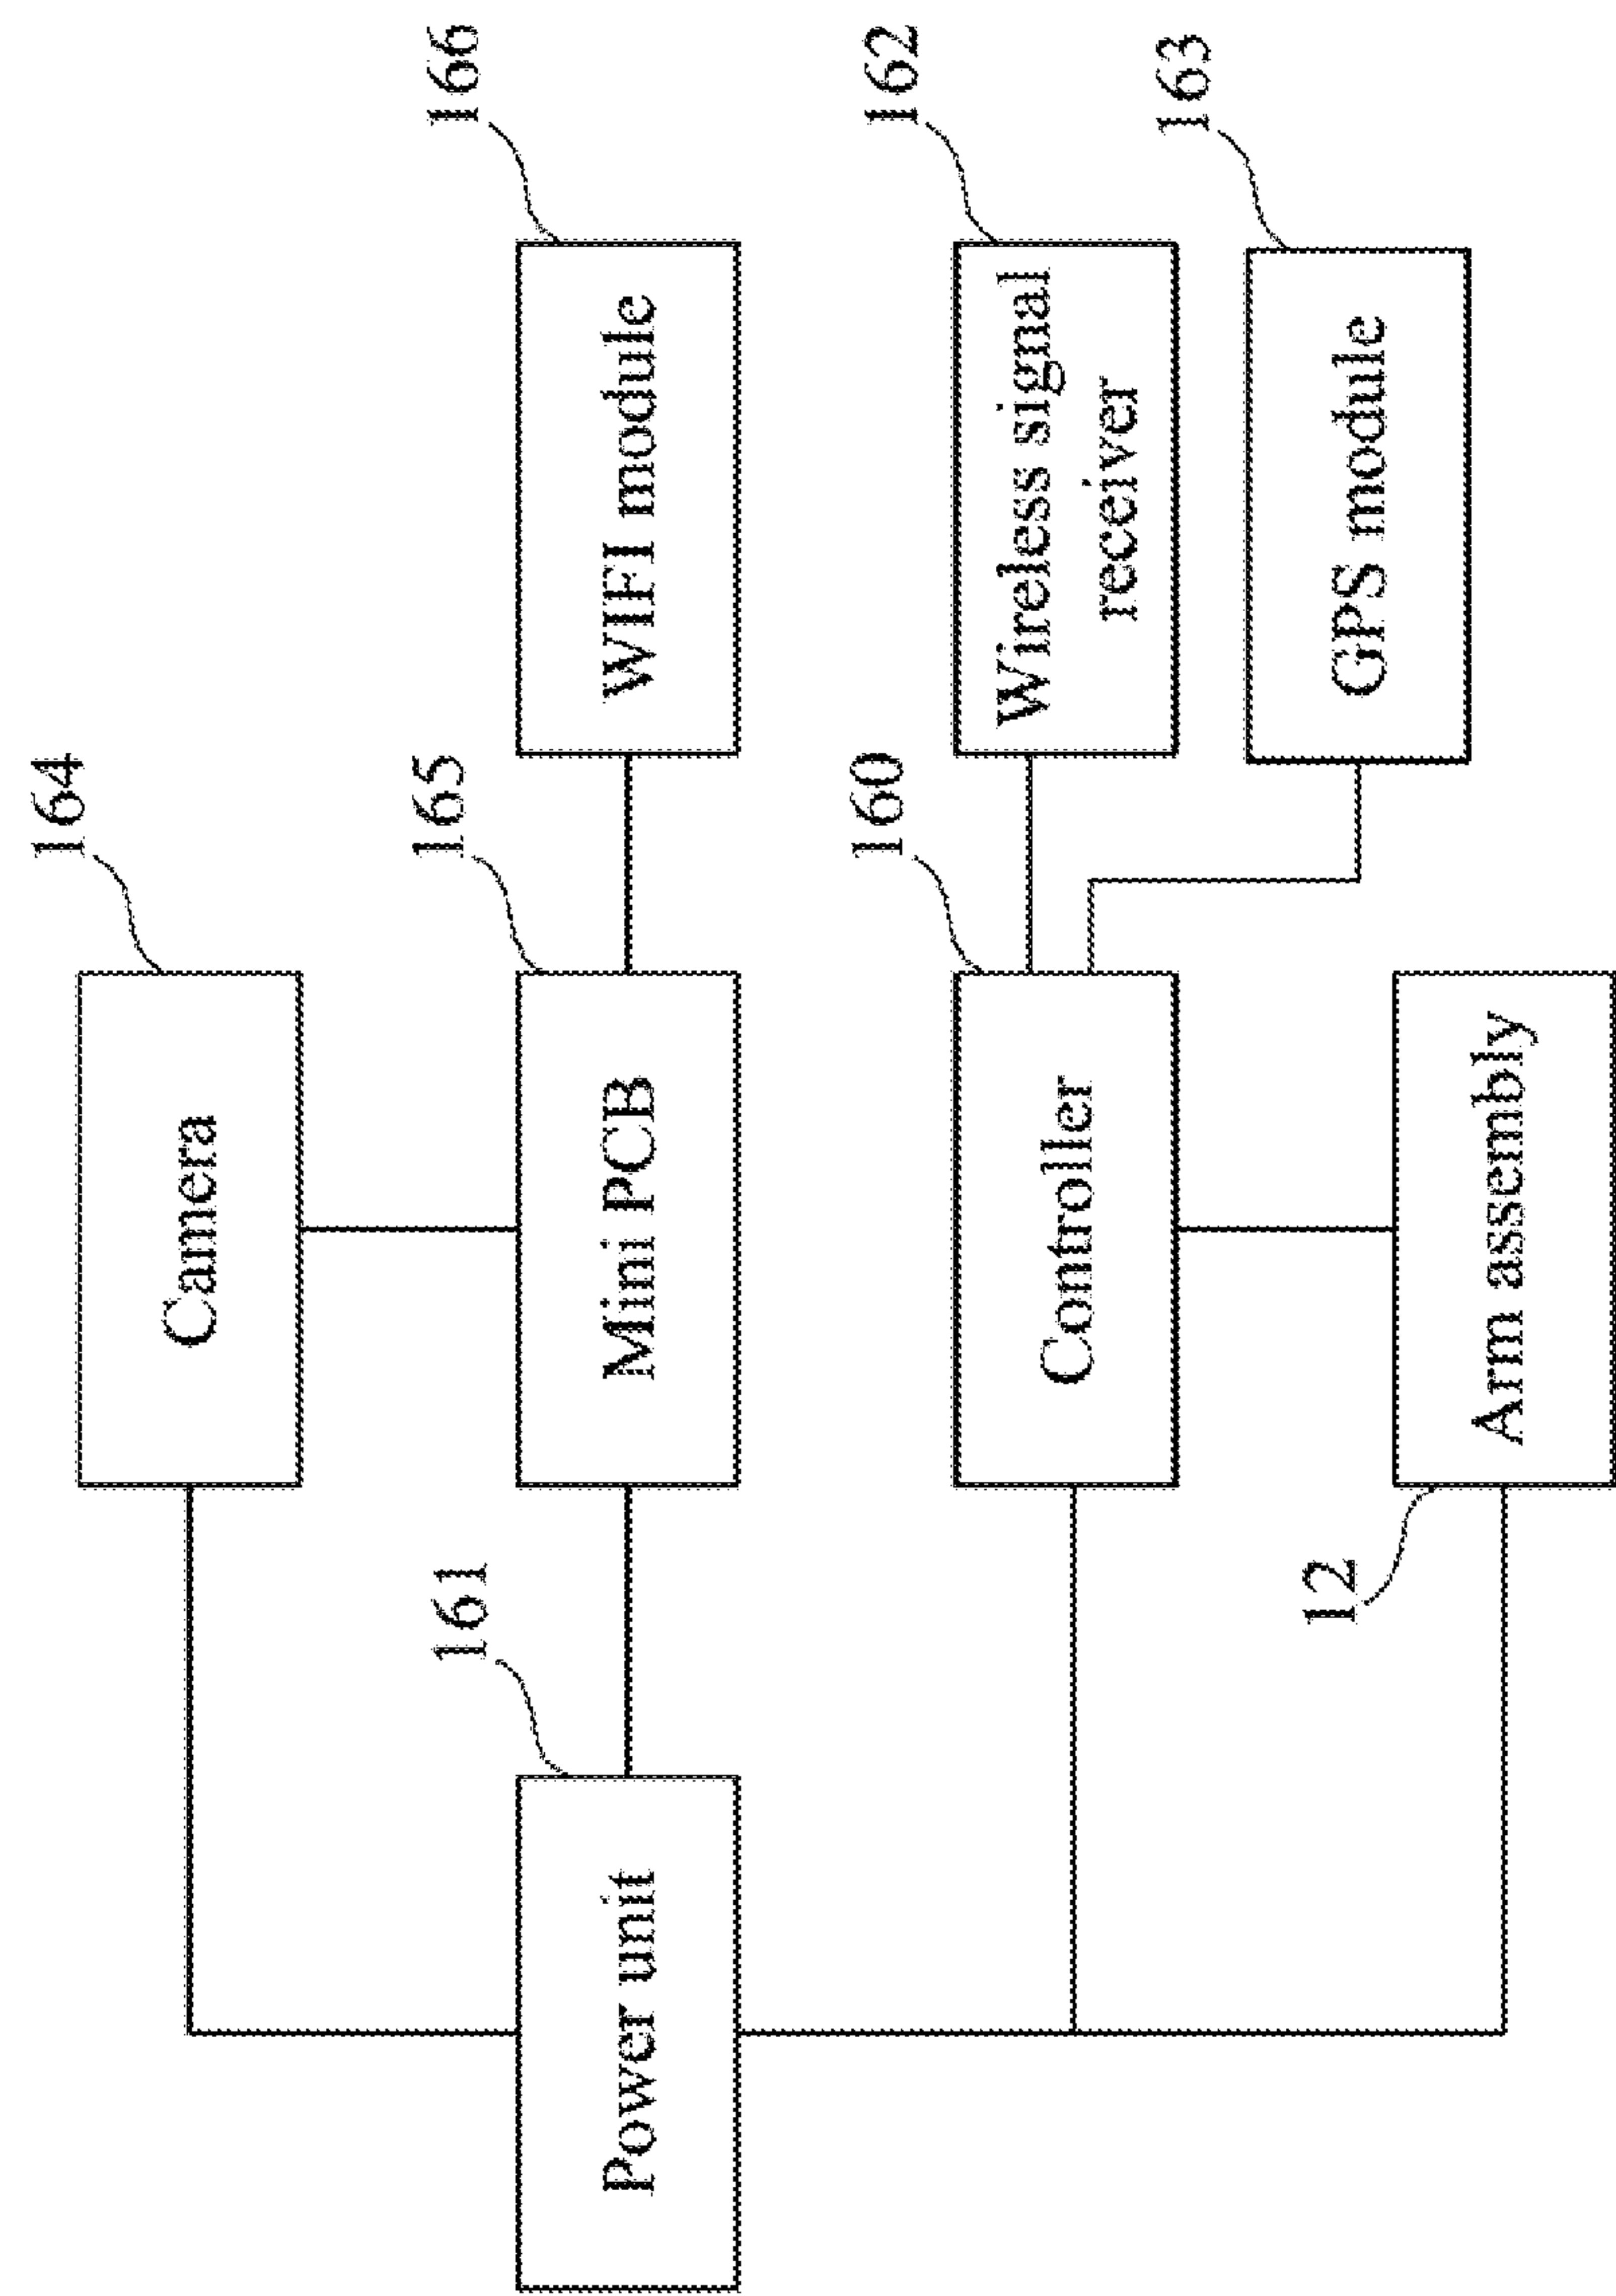 164
Camera
161
165
166
Power unit
Mini PCB
WIFI module
160
162
Controller
Wireless signal
receiver
163
GPS module
12
Arm assembly